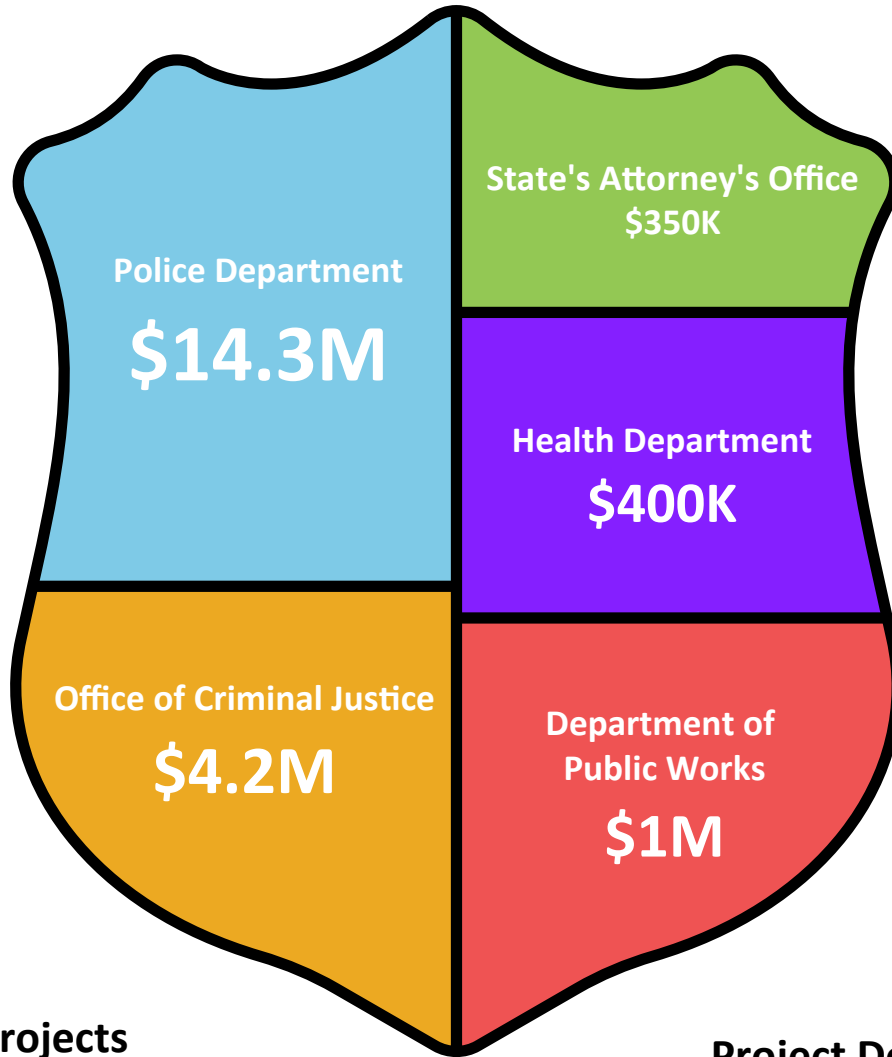 State's Attorney's Office
$350K
Police Department
$14.3M
Health Department
$400K
Office of Criminal Justice
$4.2M
Department of
Public Works
$1M
rojects
Project De